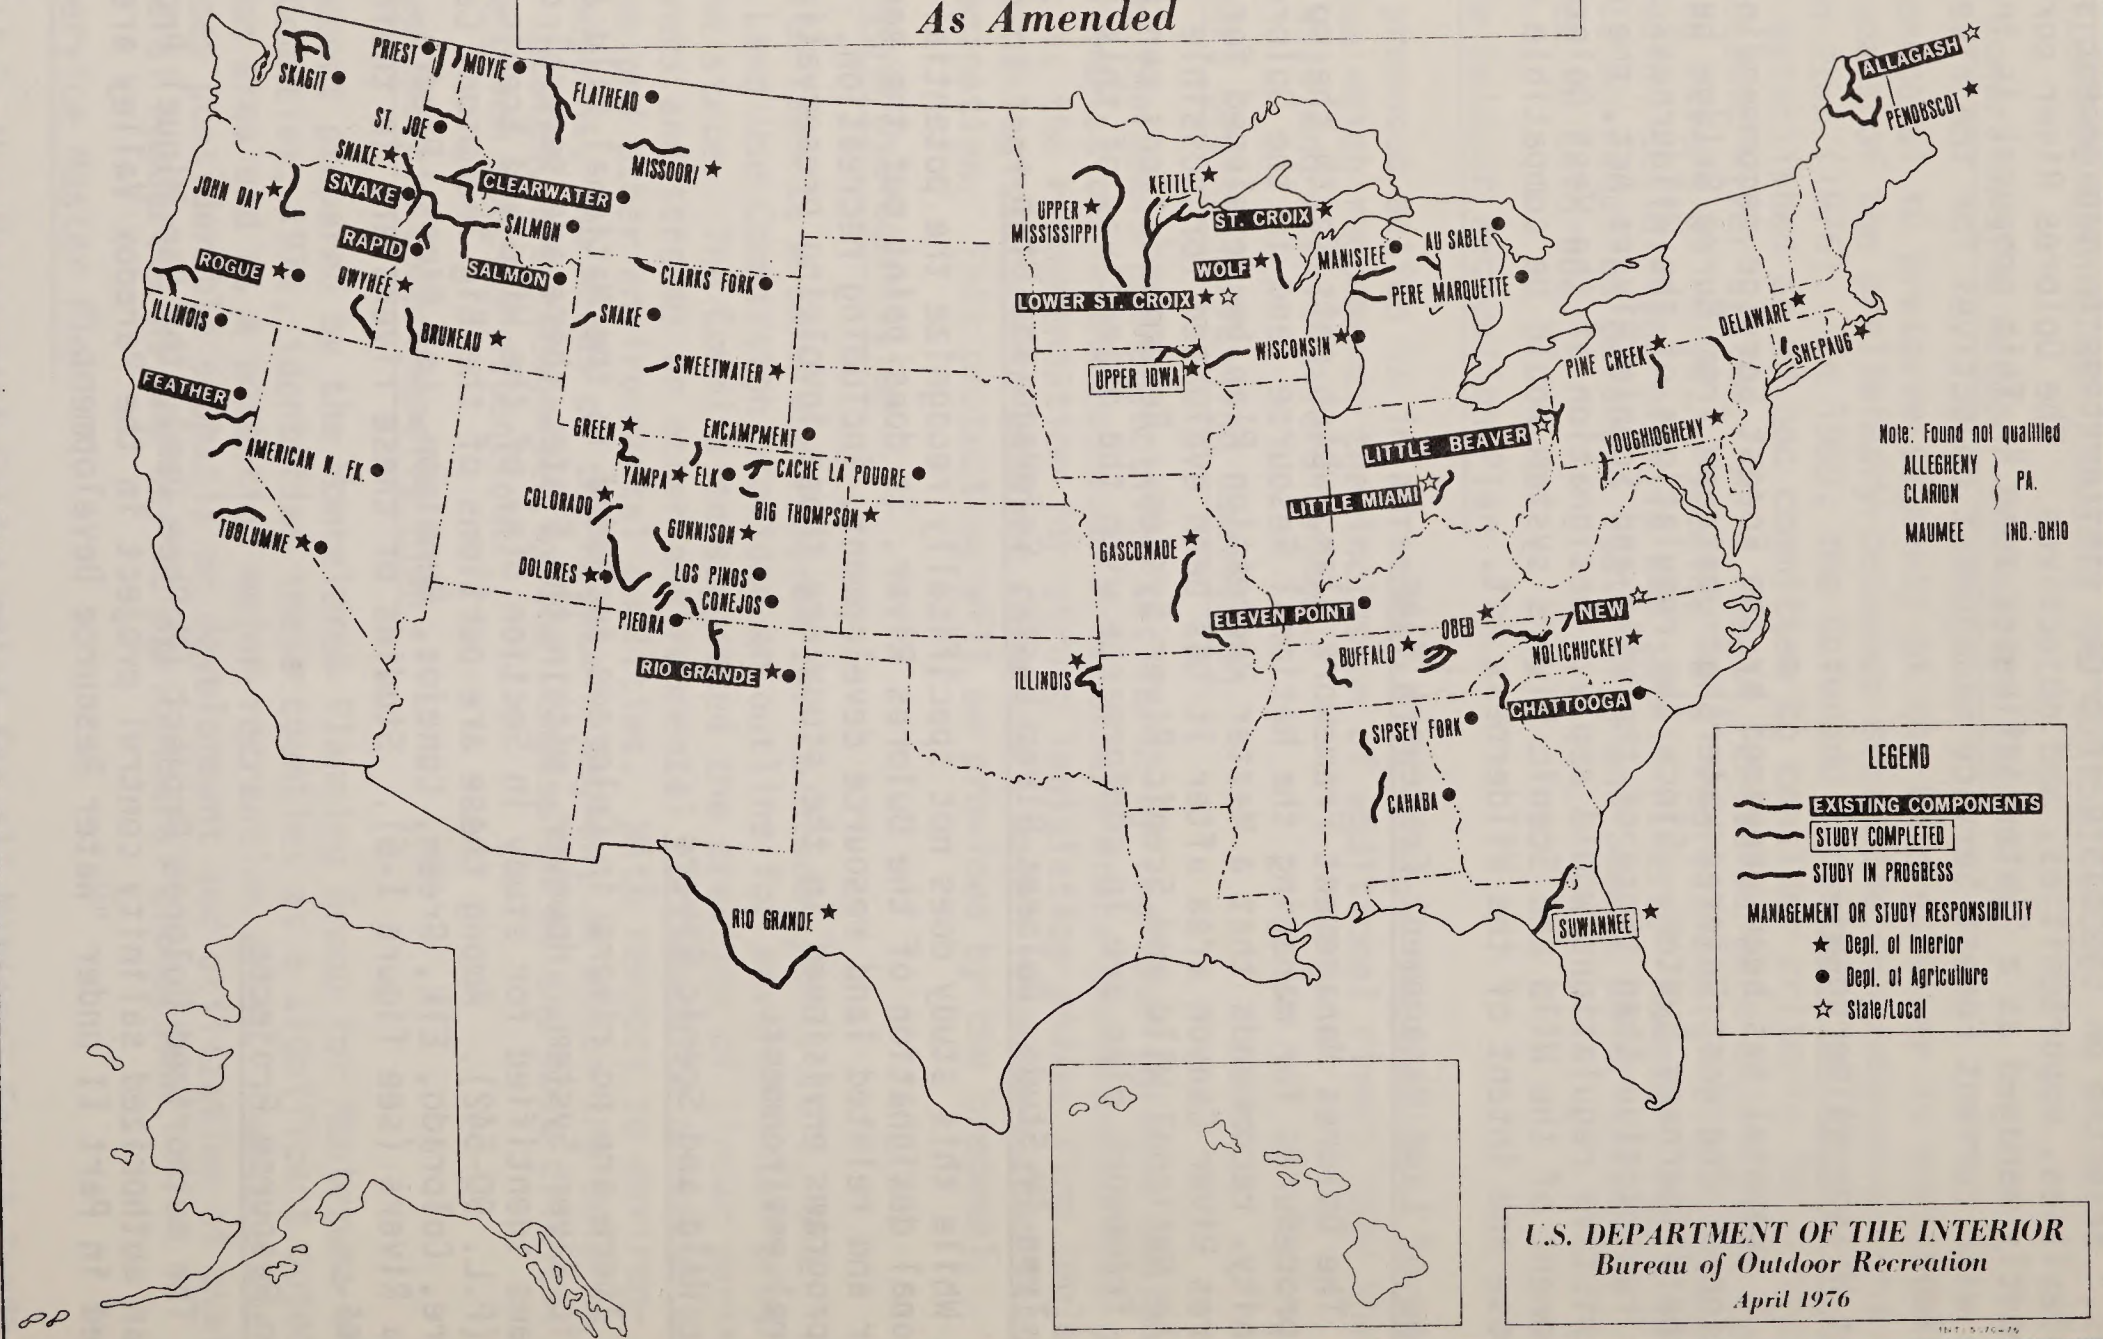 As Amended
SKAGIT ●
PRIEST ●
MOYIE ●
FLATHEAD ●
ST. JOE ●
SNAKE ★
MISSOURI ★
JOHN DAY ★
SNAKE ●
CLEARWATER ●
SALMON ●
RAPID ●
ROGUE ★●
OWYHEE ★
SALMON ●
CLARKS FORK ●
ILLINOIS ●
BRUNEAU ★
SNAKE ●
SWEETWATER ★
FEATHER ●
AMERICAN N. FK. ●
TUOLUMNE ★●
GREEN ★
ENCAMPMENT ●
YAMPA ★
ELK ●
CACHE LA POUDRE ●
COLORADO ★
BIG THOMPSON ★
GUNNISON ★
DOLORES ★●
LOS PINOS ●
CONEJOS ●
PIEDRA ●
RIO GRANDE ★●
RIO GRANDE ★
UPPER ★
MISSISSIPPI
KETTLE ★
ST. CROIX ★
WOLF ★
LOWER ST. CROIX ★☆
MANISTEE ●
AU SABLE ●
PERE MARQUETTE ●
WISCONSIN ★●
UPPER IOWA ★
ALLAGASH ☆
PENOBSCOT ★
DELAWARE ★
SHEPAUG ★
PINE CREEK ★
LITTLE BEAVER ☆
YOUGHIOGHENY ★
LITTLE MIAMI ☆
GASCONADE ★
ELEVEN POINT ●
OBED ★
NEW ☆
BUFFALO ★
NOLICHUCKEY ★
ILLINOIS ★
CHATTOOGA ●
SIPSEY FORK ●
CAHABA ●
SUWANNEE ★
Note: Found not qualified
ALLEGHENY
CLARION
PA.
MAUMEE IND.-OHIO
LEGEND
EXISTING COMPONENTS
STUDY COMPLETED
STUDY IN PROGRESS
MANAGEMENT OR STUDY RESPONSIBILITY
★ Dept. of Interior
● Dept. of Agriculture
☆ State/Local
U.S. DEPARTMENT OF THE INTERIOR
Bureau of Outdoor Recreation
April 1976